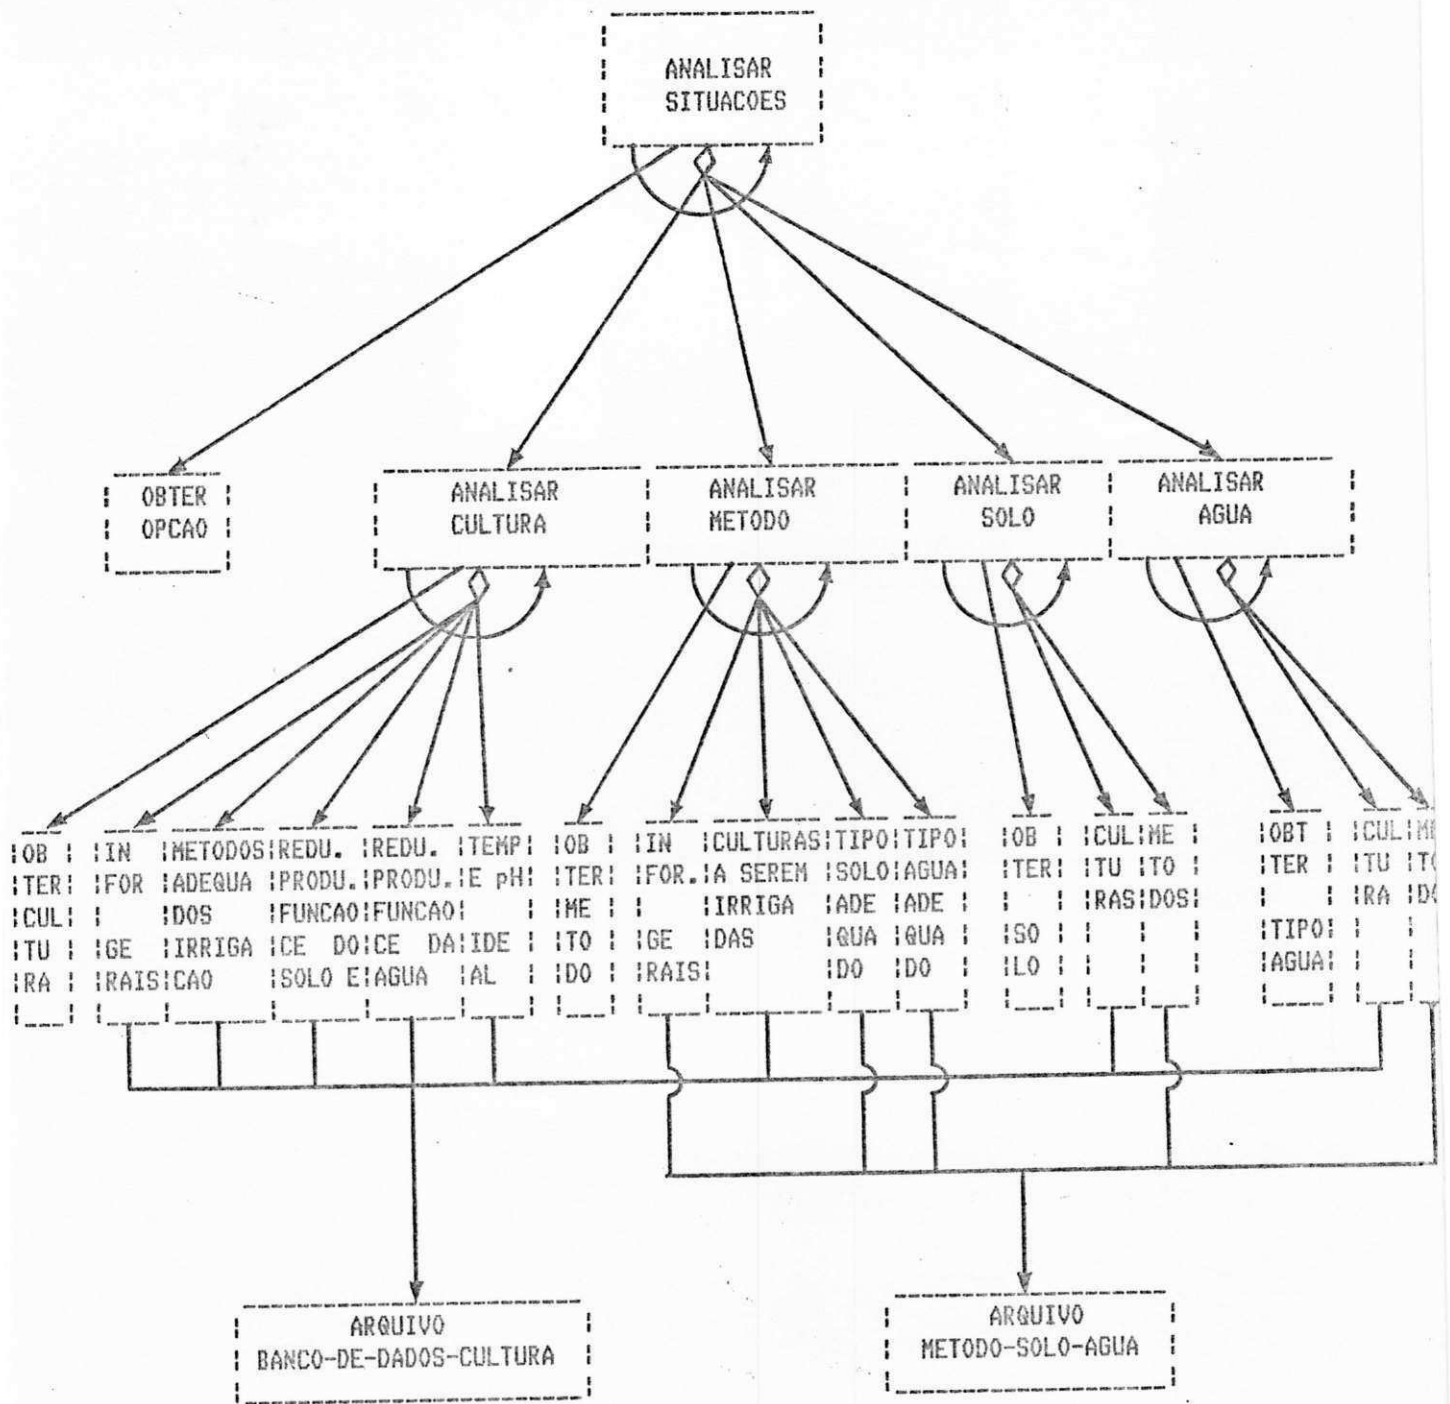 ANALISAR
SITUACOES
OBTER
OPCAO
ANALISAR
CULTURA
ANALISAR
METODO
ANALISAR
SOLO
ANALISAR
AGUA
OB
TER
CUL
TU
RA
IN
FOR
GE
RAIS
METODOS
ADEQUA
DOS
IRRIGA
CAO
REDU.
PRODU.
FUNCAO
CE DO
SOLO E
REDU.
PRODU.
FUNCAO
CE DA
AGUA
TEMP
E pH
IDE
AL
OB
TER
ME
TO
DO
IN
FOR.
GE
RAIS
CULTURAS
A SEREM
IRRIGA
DAS
TIPO
SOLO
ADE
QUA
DO
TIPO
AGUA
ADE
QUA
DO
OB
TER
SO
LO
CUL
TU
RAS
ME
TO
DOS
OBT
TER
TIPO
AGUA
CUL
TU
RA
ARQUIVO
BANCO-DE-DADOS-CULTURA
ARQUIVO
METODO-SOLO-AGUA